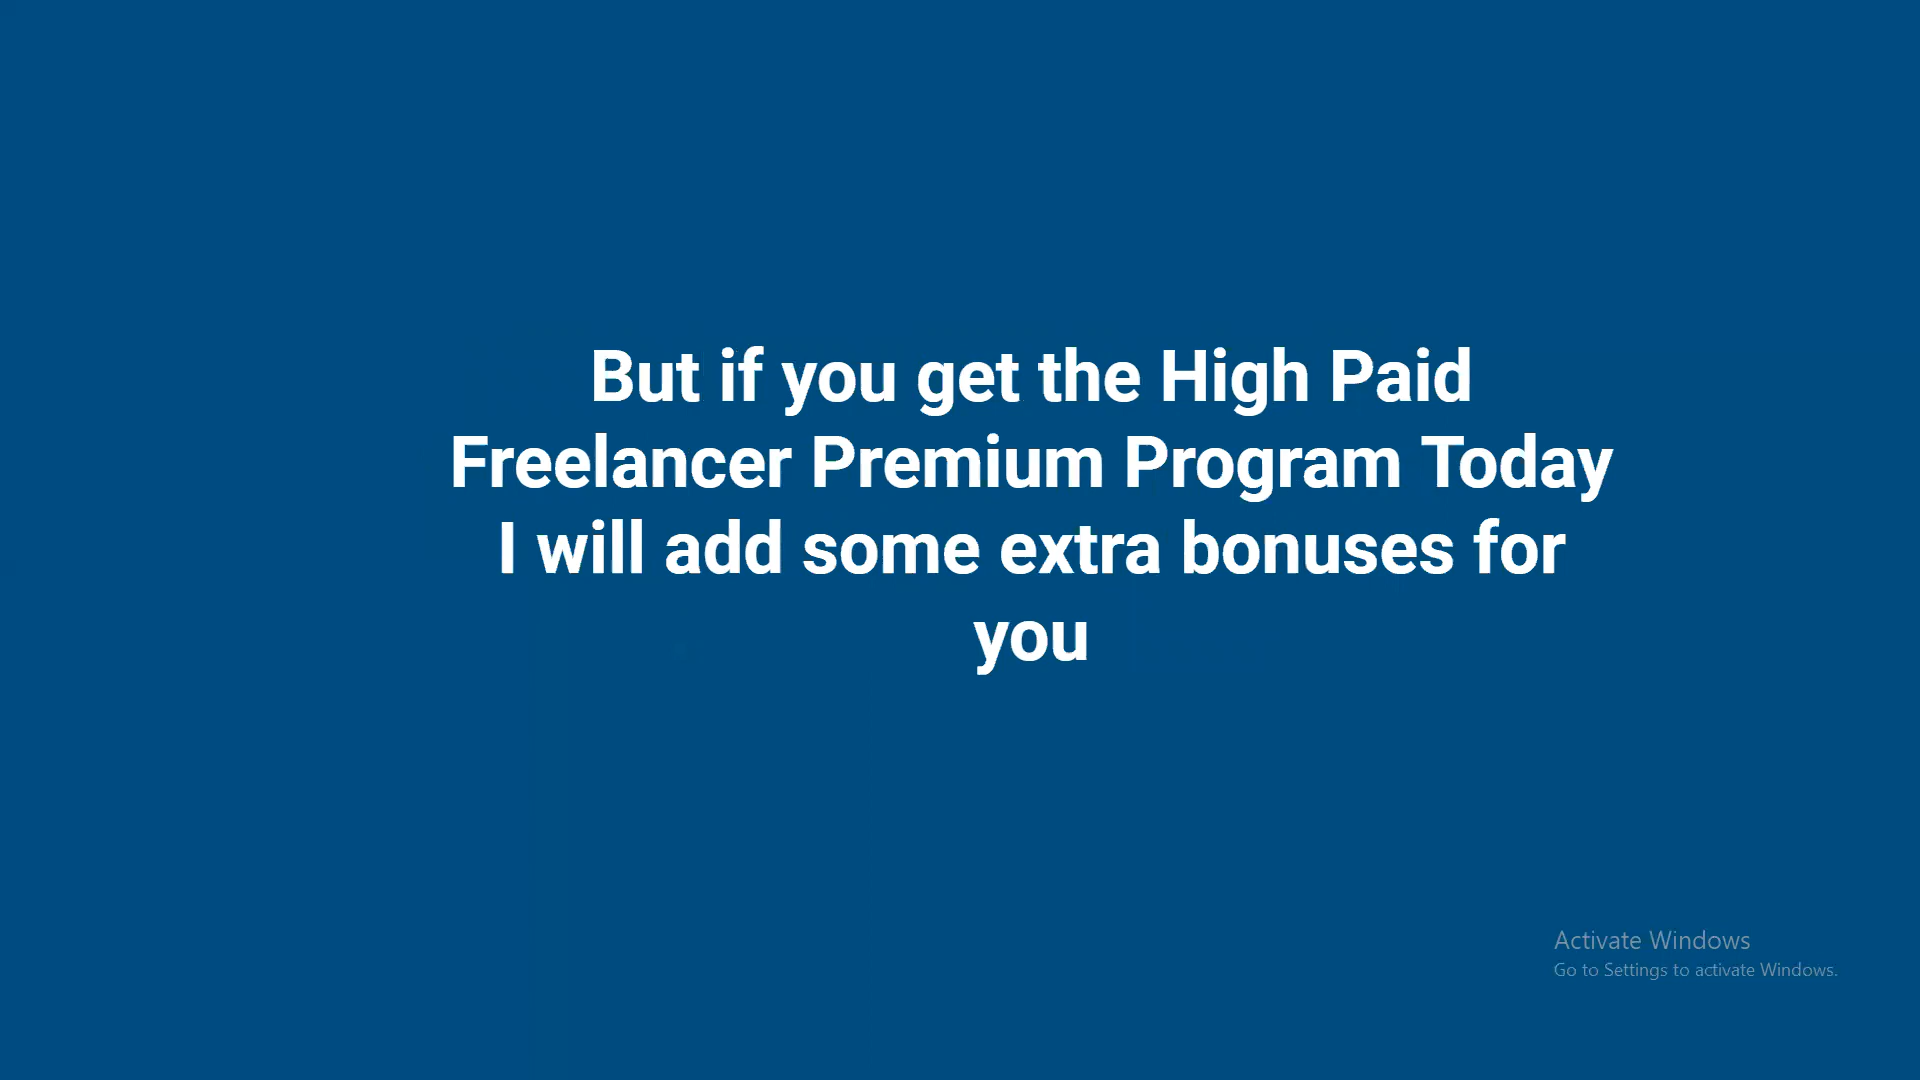 But if you get the High Paid
Freelancer Premium Program Today
I will add some extra bonuses for
you
Activate Windows
Go to Settings to activate Windows.